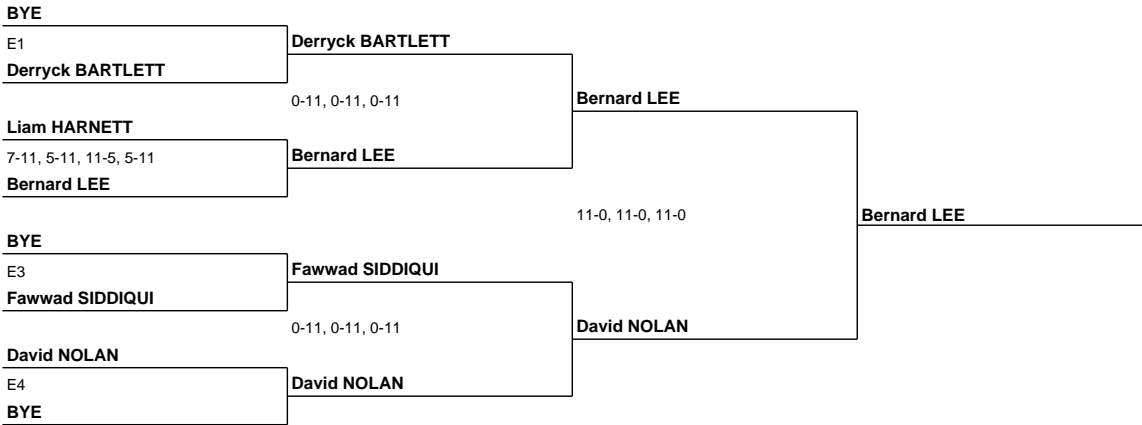 BYE
E1
Derryck BARTLETT
Derryck BARTLETT
0-11, 0-11, 0-11
Bernard LEE
Liam HARNETT
7-11, 5-11, 11-5, 5-11
Bernard LEE
Bernard LEE
11-0, 11-0, 11-0
Bernard LEE
BYE
E3
Fawwad SIDDIQUI
Fawwad SIDDIQUI
0-11, 0-11, 0-11
David NOLAN
David NOLAN
E4
David NOLAN
BYE